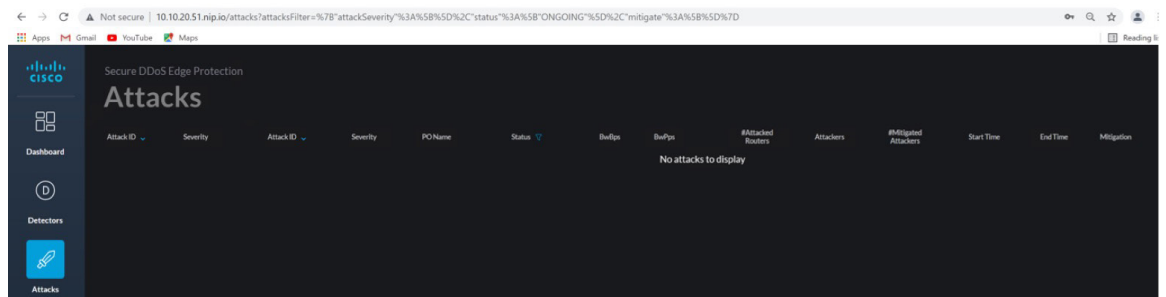 Not secure | 10.10.20.51.nip.io/attacks?attacksFilter=%7B"attackSeverity"%3A%5B%5D%2C"status"%3A%5B"ONGOING"%5D%2C"mitigate"%3A%5B%5D%7D
Apps Gmail YouTube Maps Reading li
CISCO
Secure DDoS Edge Protection
Attacks
Attack ID Severity Attack ID Severity PO Name Status BwBps BwPps #Attacked Routers Attackers #Mitigated Attackers Start Time End Time Mitigation
No attacks to display
Dashboard
D
Detectors
Attacks